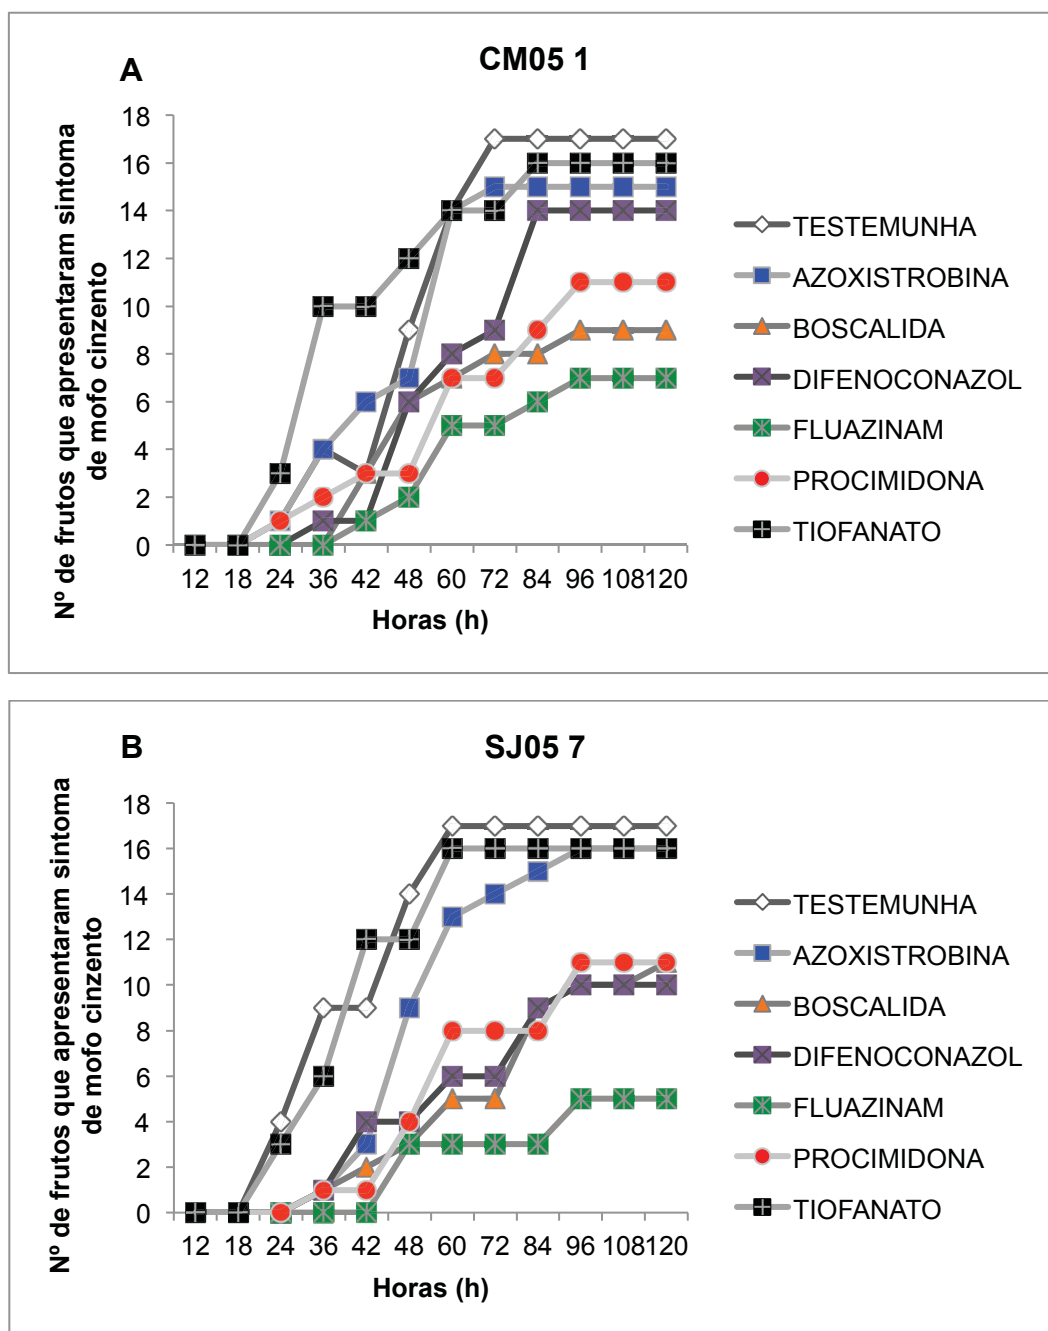 A
CM05 1
Nº de frutos que apresentaram sintoma
de mofo cinzento
18
16
14
12
10
8
6
4
2
0
12 18 24 36 42 48 60 72 84 96 108 120
Horas (h)
TESTEMUNHA
AZOXISTROBINA
BOSCALIDA
DIFENOCONAZOL
FLUAZINAM
PROCIMIDONA
TIOFANATO
B
SJ05 7
Nº de frutos que apresentaram sintoma
de mofo cinzento
18
16
14
12
10
8
6
4
2
0
12 18 24 36 42 48 60 72 84 96 108 120
Horas (h)
TESTEMUNHA
AZOXISTROBINA
BOSCALIDA
DIFENOCONAZOL
FLUAZINAM
PROCIMIDONA
TIOFANATO